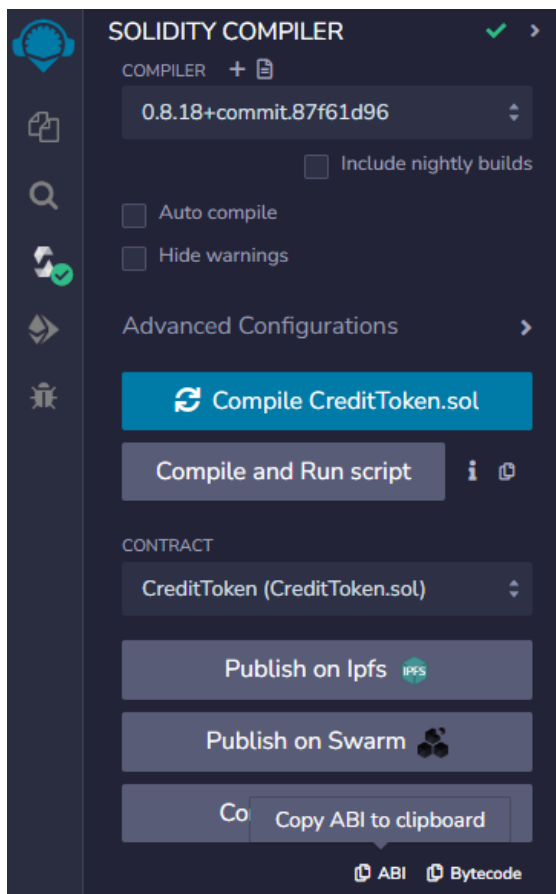 SOLIDITY COMPILER
COMPILER
0.8.18+commit.87f61d96
Include nightly builds
Auto compile
Hide warnings
Advanced Configurations
Compile CreditToken.sol
Compile and Run script
CONTRACT
CreditToken (CreditToken.sol)
Publish on Ipfs IPFS
Publish on Swarm
Copy ABI to clipboard
ABI Bytecode